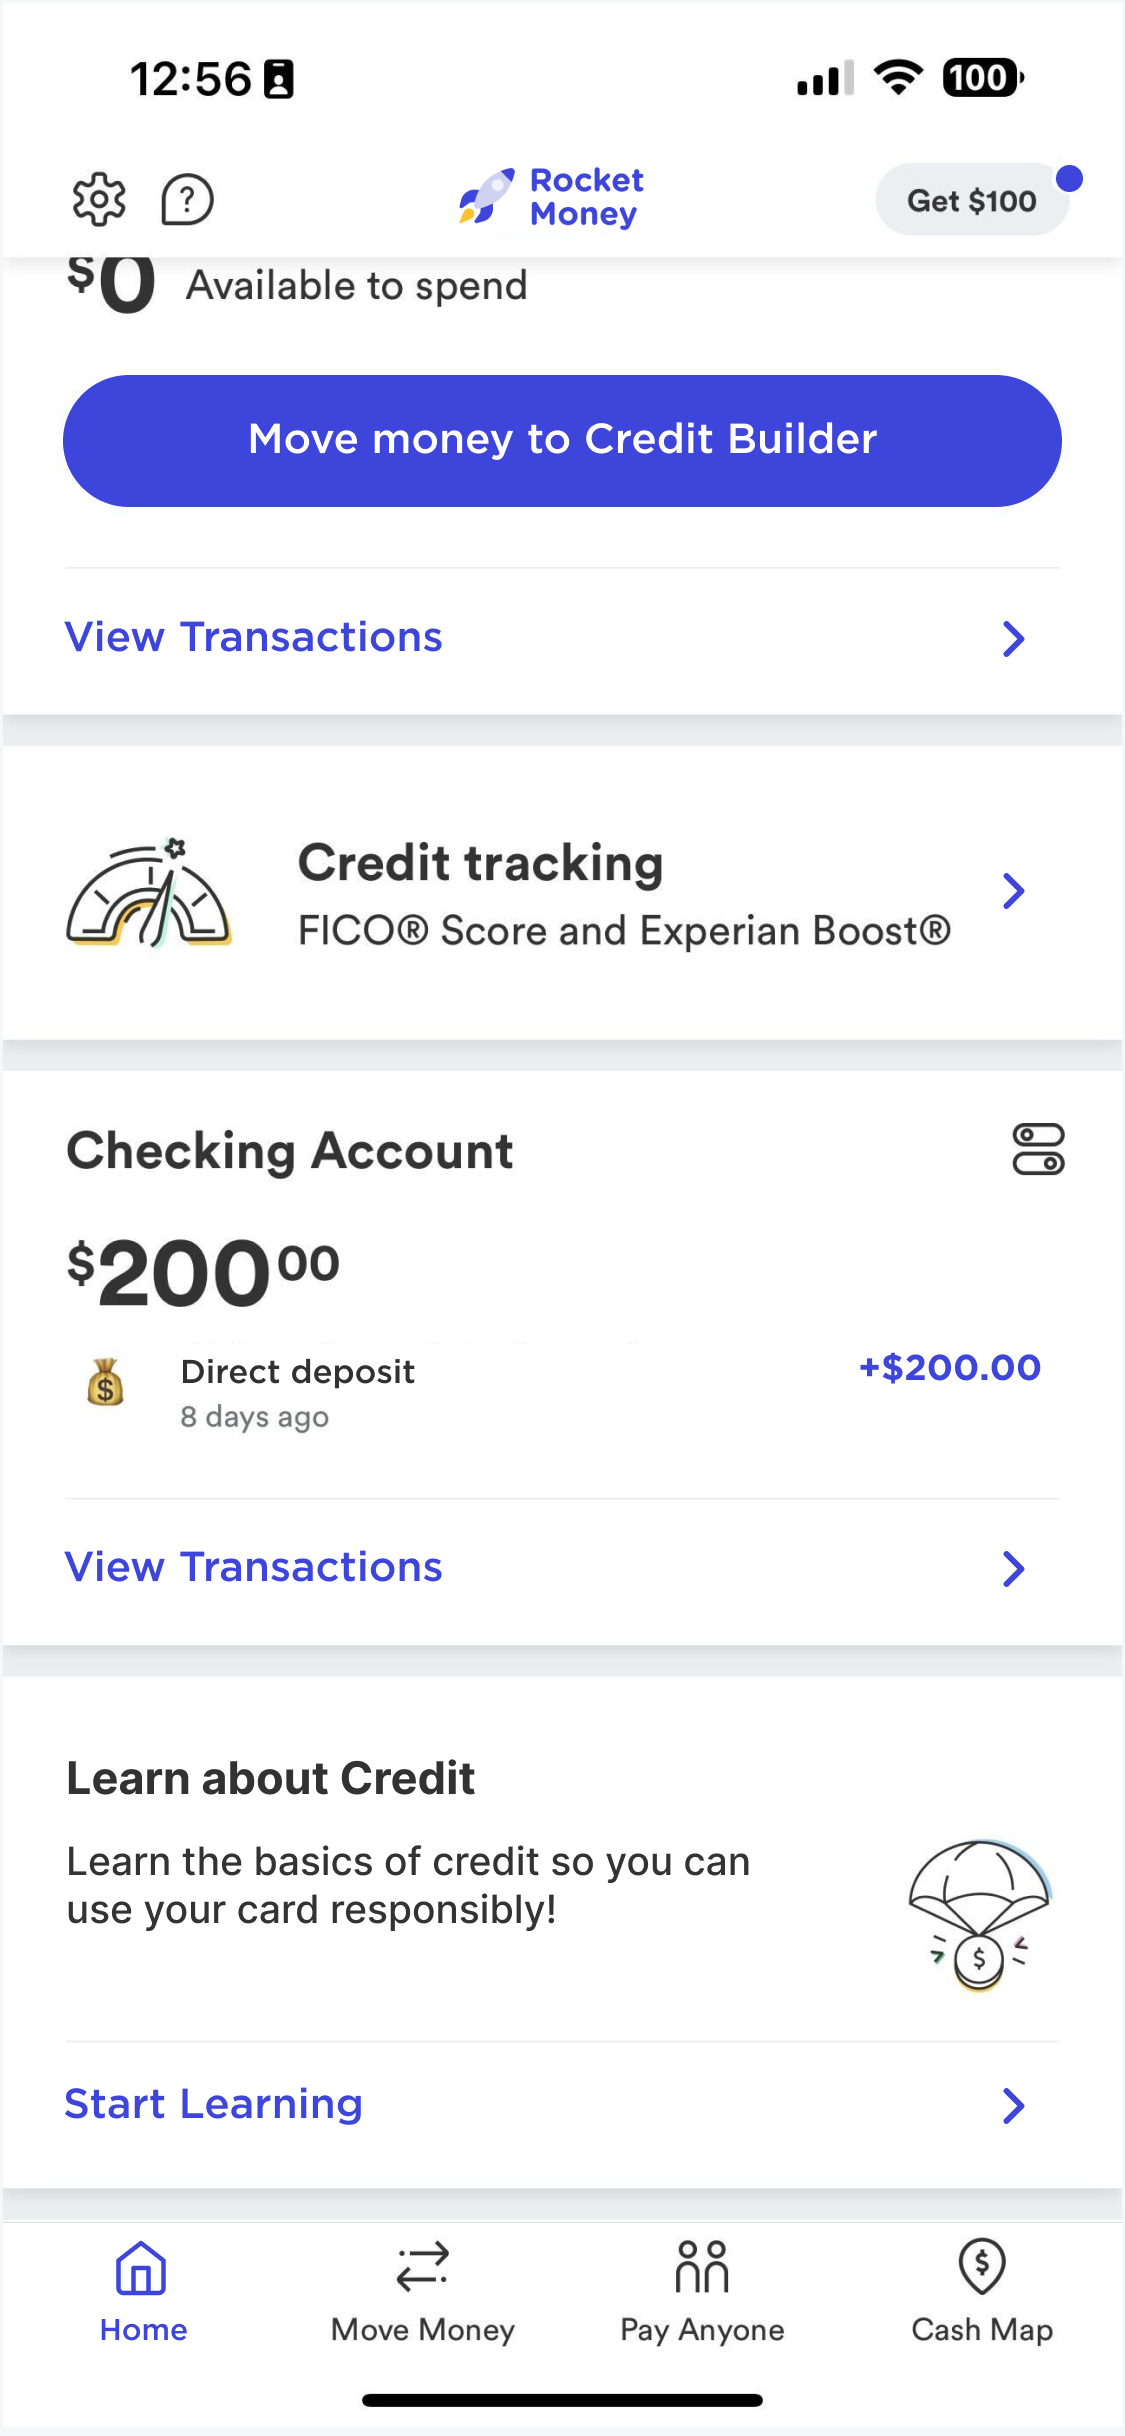 12:56
100
?
Rocket
Money
Get $100
$0 Available to spend
Move money to Credit Builder
View Transactions
Credit tracking
FICO® Score and Experian Boost®
Checking Account
$200 00
$
Direct deposit
+$200.00
8 days ago
View Transactions
Learn about Credit
Learn the basics of credit so you can
use your card responsibly!
$
Start Learning
$
Home
Move Money
Pay Anyone
Cash Map